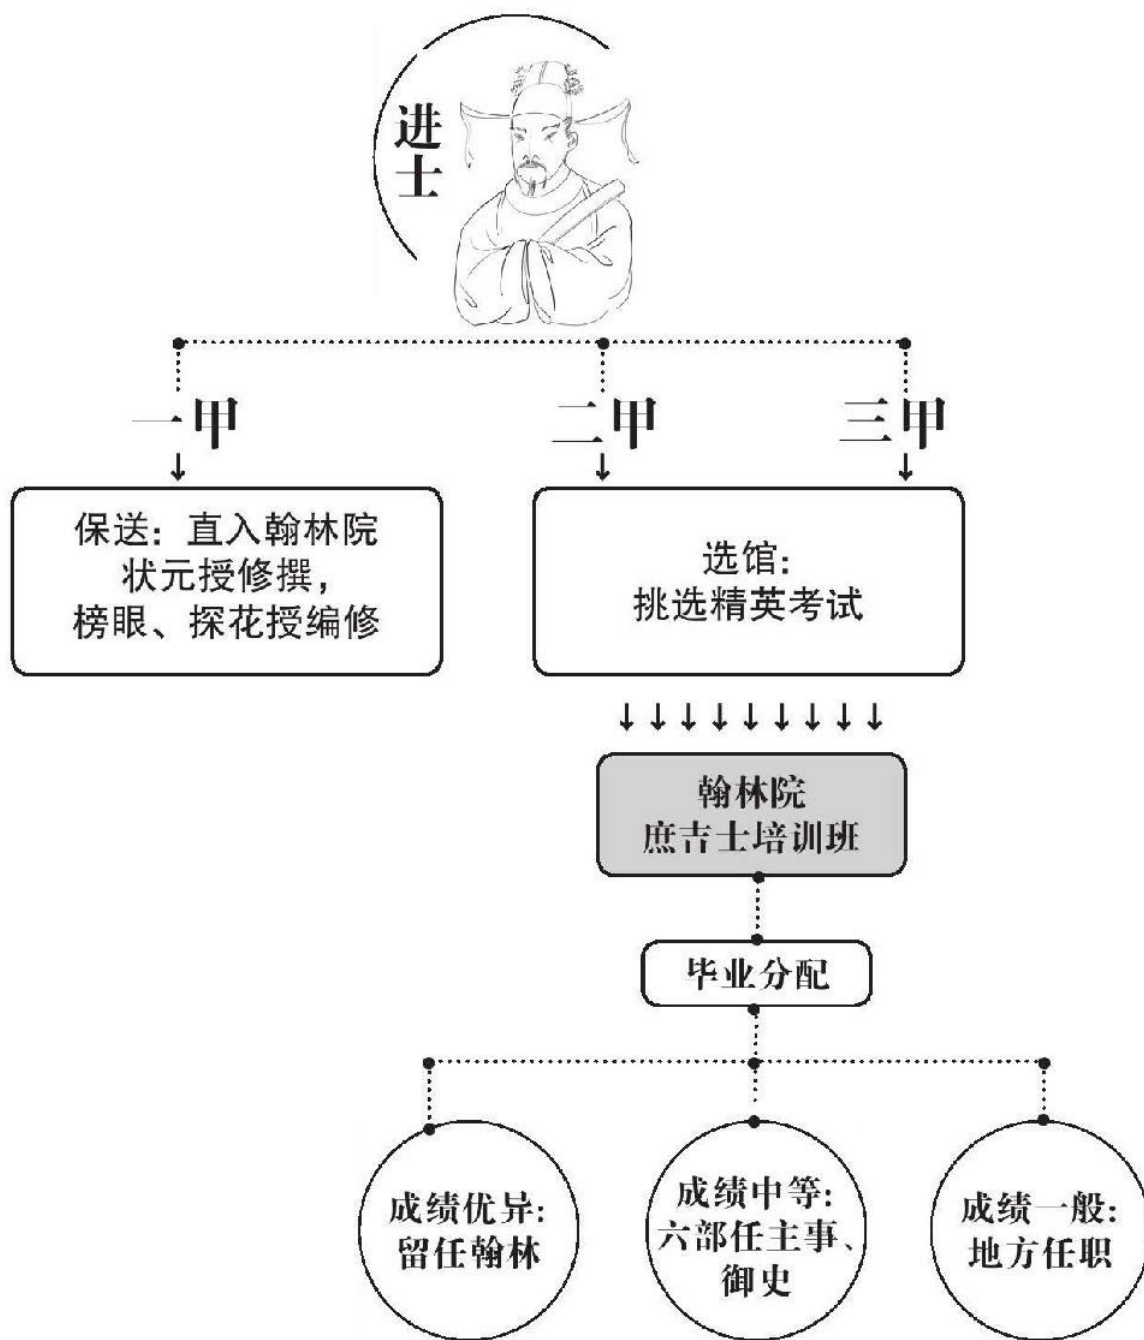 进士
一甲
二甲
三甲
保送：直入翰林院
状元授修撰，
榜眼、探花授编修
选馆：
挑选精英考试
翰林院
庶吉士培训班
毕业分配
成绩优异：
留任翰林
成绩中等：
六部任主事、
御史
成绩一般：
地方任职